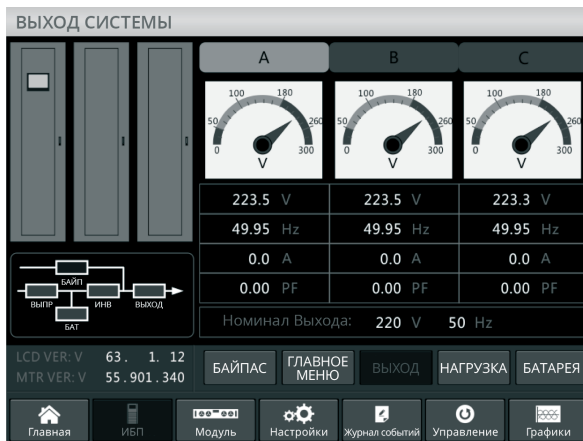 ВЫХОД СИСТЕМЫ
A B C
100 180 100 180 100 180
50 260 50 260 50 260
0 300 0 300 0 300
V V V
223.5 V 223.5 V 223.3 V
49.95 Hz 49.95 Hz 49.95 Hz
0.0 A 0.0 A 0.0 A
0.00 PF 0.00 PF 0.00 PF
Номинал Выхода: 220 V 50 Hz
БАЙП
ВЫПР ИНВ ВЫХОД
БАТ
LCD VER: V 63. 1. 12
MTR VER: V 55.901.340
БАЙПАС
ГЛАВНОЕ
МЕНЮ
ВЫХОД
НАГРУЗКА
БАТАРЕЯ
Главная ИБП Модуль Настройки Журнал событий Управление Графики